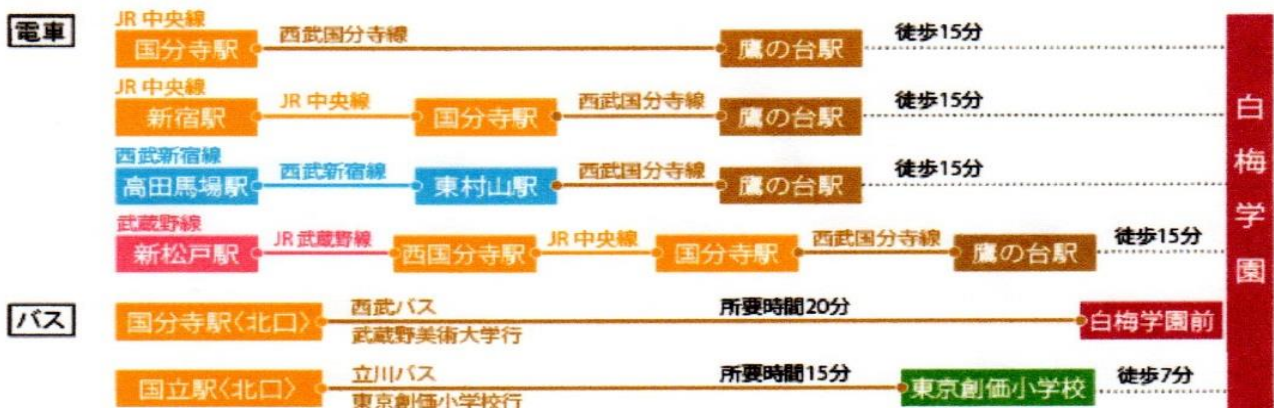 電車
JR 中央線
国分寺駅 西武国分寺線 鷹の台駅 徒歩15分
JR 中央線
新宿駅 JR 中央線 国分寺駅 西武国分寺線 鷹の台駅 徒歩15分
西武新宿線
高田馬場駅 西武新宿線 東村山駅 西武国分寺線 鷹の台駅 徒歩15分
武蔵野線
新松戸駅 JR 武蔵野線 西国分寺駅 JR 中央線 国分寺駅 西武国分寺線 鷹の台駅 徒歩15分
白梅学園
バス
国分寺駅〈北口〉 西武バス 所要時間20分 白梅学園前
武蔵野美術大学行
国立駅〈北口〉 立川バス 所要時間15分 東京創価小学校 徒歩7分
東京創価小学校行